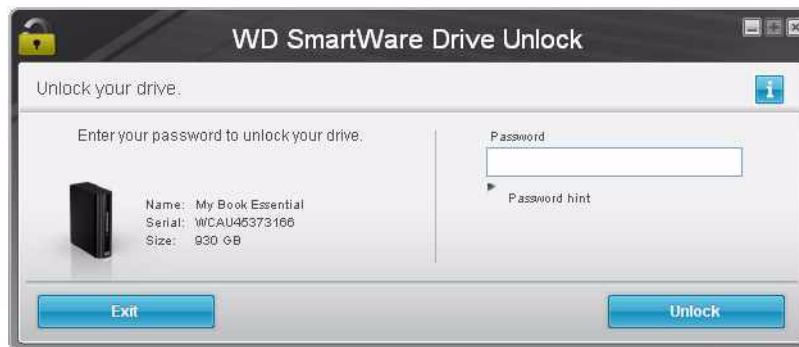 WD SmartWare Drive Unlock
Unlock your drive.
Enter your password to unlock your drive.
Name: My Book Essential
Serial: WCAU45373166
Size: 930 GB
Password
Password hint
Exit
Unlock